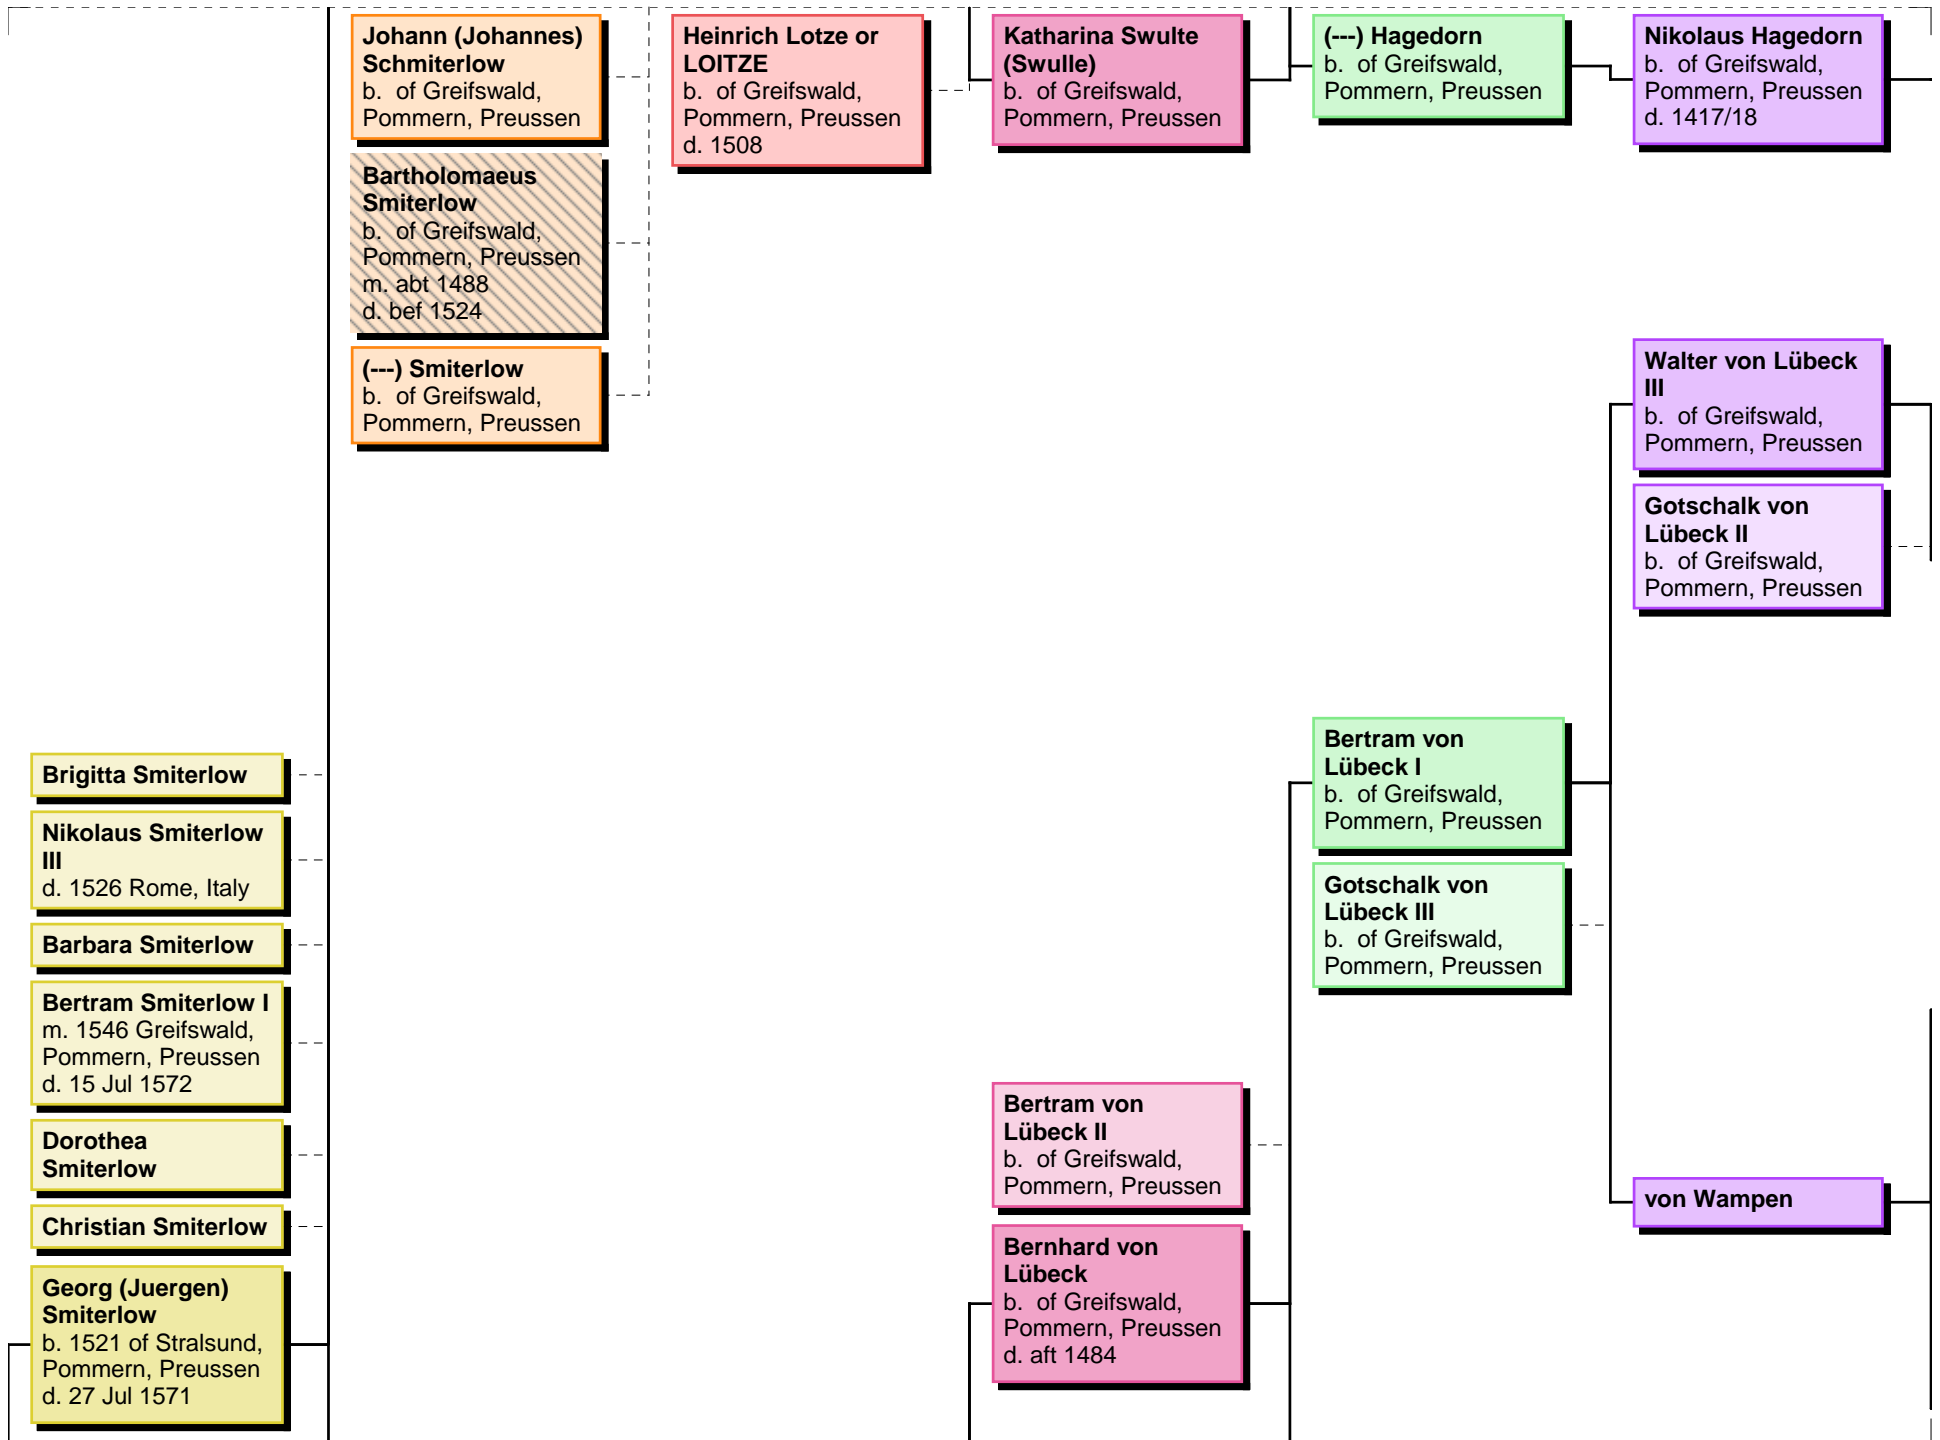 Johann (Johannes)
Schmiterlow
b.  of Greifswald,
Pommern, Preussen
Bartholomaeus
Smiterlow
b.  of Greifswald,
Pommern, Preussen
m. abt 1488
d. bef 1524
(---) Smiterlow
b.  of Greifswald,
Pommern, Preussen
Heinrich Lotze or
LOITZE
b.  of Greifswald,
Pommern, Preussen
d. 1508
Katharina Swulte
(Swulle)
b.  of Greifswald,
Pommern, Preussen
(---) Hagedorn
b.  of Greifswald,
Pommern, Preussen
Nikolaus Hagedorn
b.  of Greifswald,
Pommern, Preussen
d. 1417/18
Walter von Lübeck
III
b.  of Greifswald,
Pommern, Preussen
Gotschalk von
Lübeck II
b.  of Greifswald,
Pommern, Preussen
Bertram von
Lübeck I
b.  of Greifswald,
Pommern, Preussen
Gotschalk von
Lübeck III
b.  of Greifswald,
Pommern, Preussen
Brigitta Smiterlow
Nikolaus Smiterlow
III
d. 1526 Rome, Italy
Barbara Smiterlow
Bertram Smiterlow I
m. 1546 Greifswald,
Pommern, Preussen
d. 15 Jul 1572
Dorothea
Smiterlow
Christian Smiterlow
Georg (Juergen)
Smiterlow
b. 1521 of Stralsund,
Pommern, Preussen
d. 27 Jul 1571
Bertram von
Lübeck II
b.  of Greifswald,
Pommern, Preussen
Bernhard von
Lübeck
b.  of Greifswald,
Pommern, Preussen
d. aft 1484
von Wampen